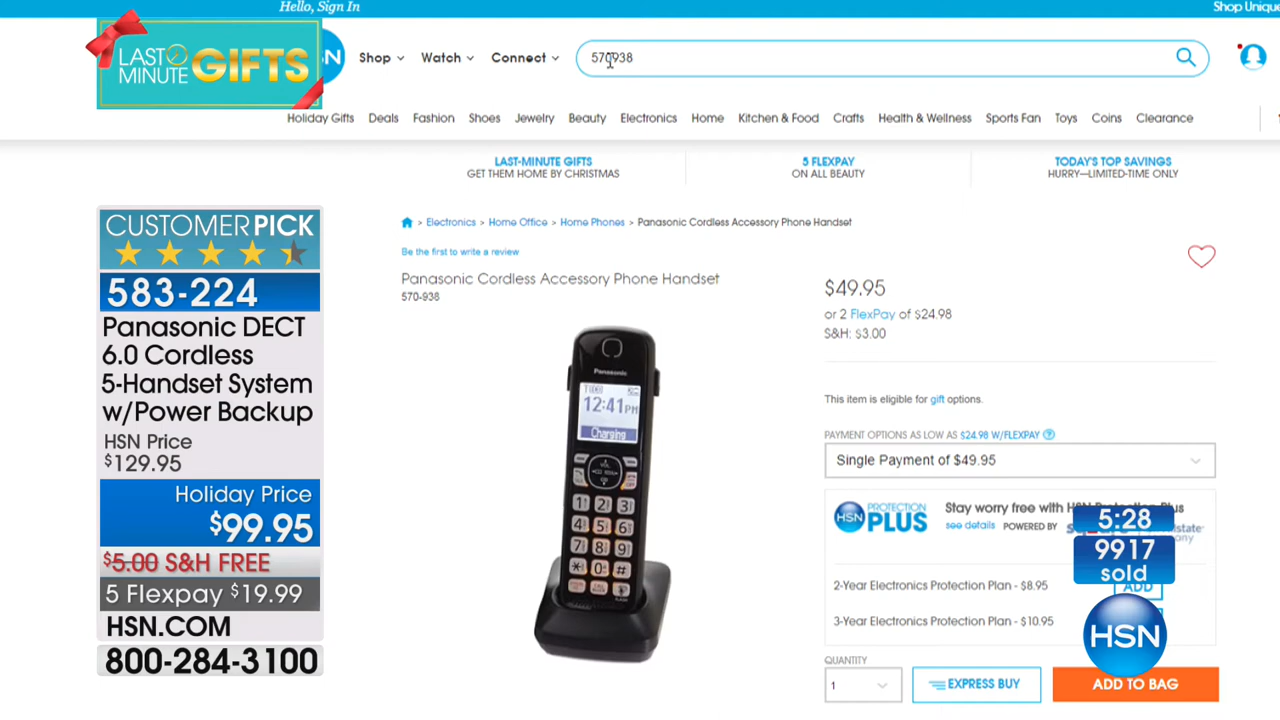 Hello, Sign In
Shop Unique
LAST
MINUTE
GIFTS
Shop
Watch
Connect
570-938
Holiday Gifts
Deals
Fashion
Shoes
Jewelry
Beauty
Electronics
Home
Kitchen & Food
Crafts
Health & Wellness
Sports Fan
Toys
Coins
Clearance
LAST-MINUTE GIFTS
GET THEM HOME BY CHRISTMAS
5 FLEXPAY
ON ALL BEAUTY
TODAY'S TOP SAVINGS
HURRY—LIMITED-TIME ONLY
CUSTOMER PICK
583-224
Panasonic DECT
6.0 Cordless
5-Handset System
w/Power Backup
HSN Price
$129.95
Holiday Price
$99.95
$5.00 S&H FREE
5 Flexpay $19.99
HSN.COM
800-284-3100
Electronics > Home Office > Home Phones > Panasonic Cordless Accessory Phone Handset
Be the first to write a review
Panasonic Cordless Accessory Phone Handset
570-938
Panasonic
12:41PM
Charging
$49.95
or 2 FlexPay of $24.98
S&H: $3.00
This item is eligible for gift options.
PAYMENT OPTIONS AS LOW AS $24.98 W/FLEXPAY
Single Payment of $49.95
HSN PROTECTION PLUS
Stay worry free with HSN Protection Plus
see details POWERED BY
2-Year Electronics Protection Plan - $8.95
ADD
3-Year Electronics Protection Plan - $10.95
5:28
9917
sold
HSN
QUANTITY
1
EXPRESS BUY
ADD TO BAG